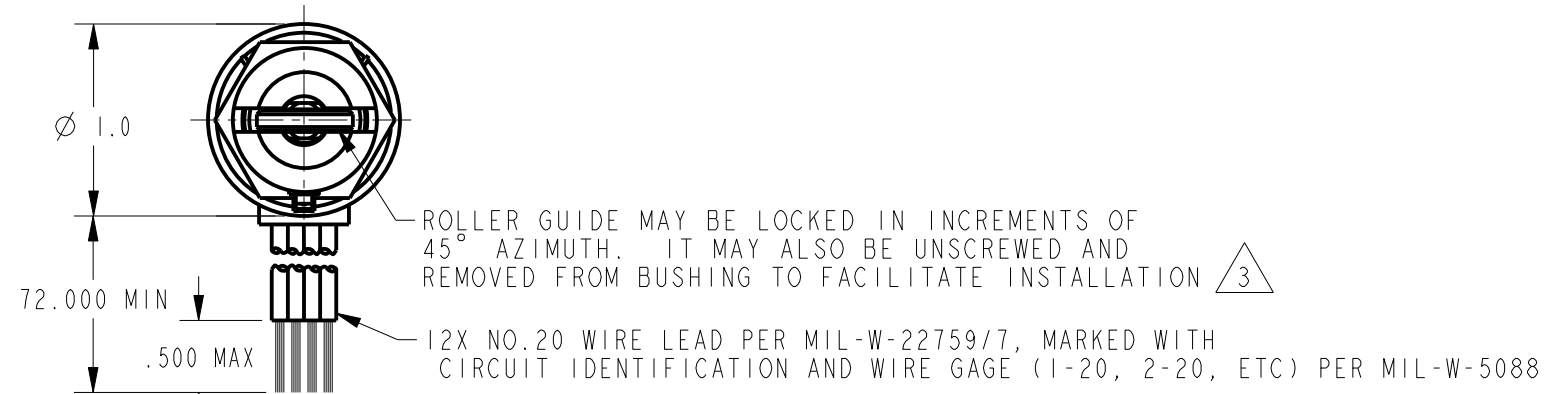 Ø 1.0
ROLLER GUIDE MAY BE LOCKED IN INCREMENTS OF
45° AZIMUTH. IT MAY ALSO BE UNSCREWED AND
REMOVED FROM BUSHING TO FACILITATE INSTALLATION 3
72.000 MIN
.500 MAX
12X NO.20 WIRE LEAD PER MIL-W-22759/7, MARKED WITH
CIRCUIT IDENTIFICATION AND WIRE GAGE (1-20, 2-20, ETC) PER MIL-W-5088